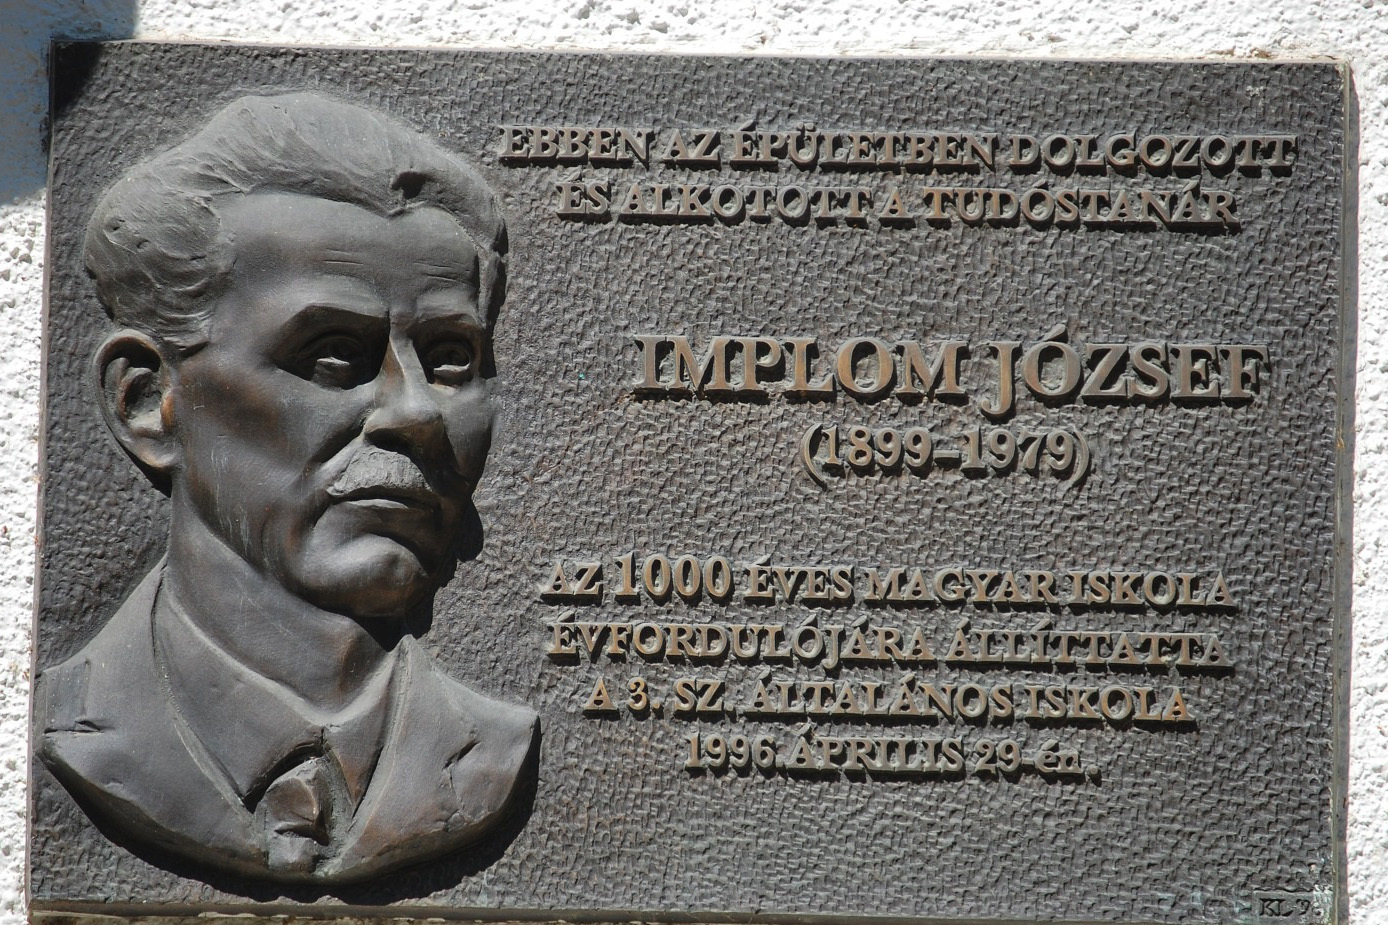 EBBEN AZ ÉPÜLETBEN DOLGOZOTT
ÉS ALKOTOTT A TUDÓSTANÁR
IMPLOM JÓZSEF
(1899–1979)
AZ 1000 ÉVES MAGYAR ISKOLA
ÉVFORDULÓJÁRA ÁLLÍTTATTA
A 3. SZ. ÁLTALÁNOS ISKOLA
1996. ÁPRILIS 29-én.
KL